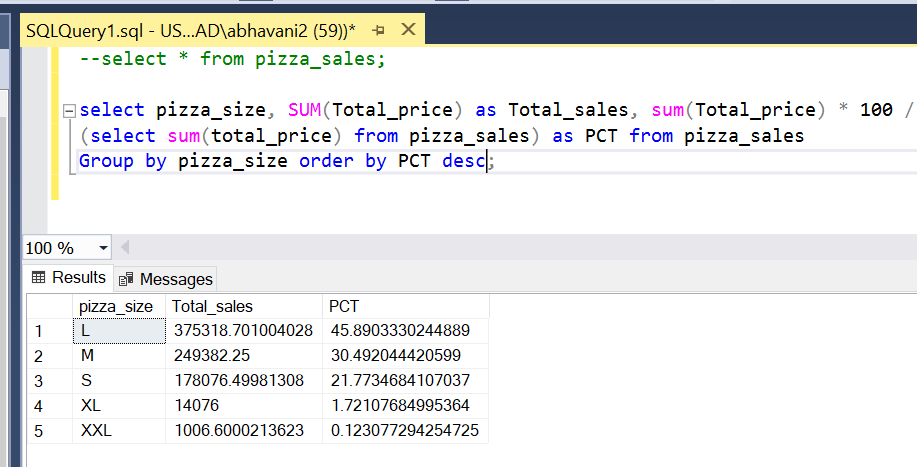 SQLQuery1.sql - US...AD\abhavani2 (59))*
--select * from pizza_sales;
select pizza_size, SUM(Total_price) as Total_sales, sum(Total_price) * 100 /
(select sum(total_price) from pizza_sales) as PCT from pizza_sales
Group by pizza_size order by PCT desc;
100 %
Results Messages
pizza_size Total_sales PCT
1 L 375318.701004028 45.8903330244889
2 M 249382.25 30.492044420599
3 S 178076.49981308 21.7734684107037
4 XL 14076 1.72107684995364
5 XXL 1006.6000213623 0.123077294254725